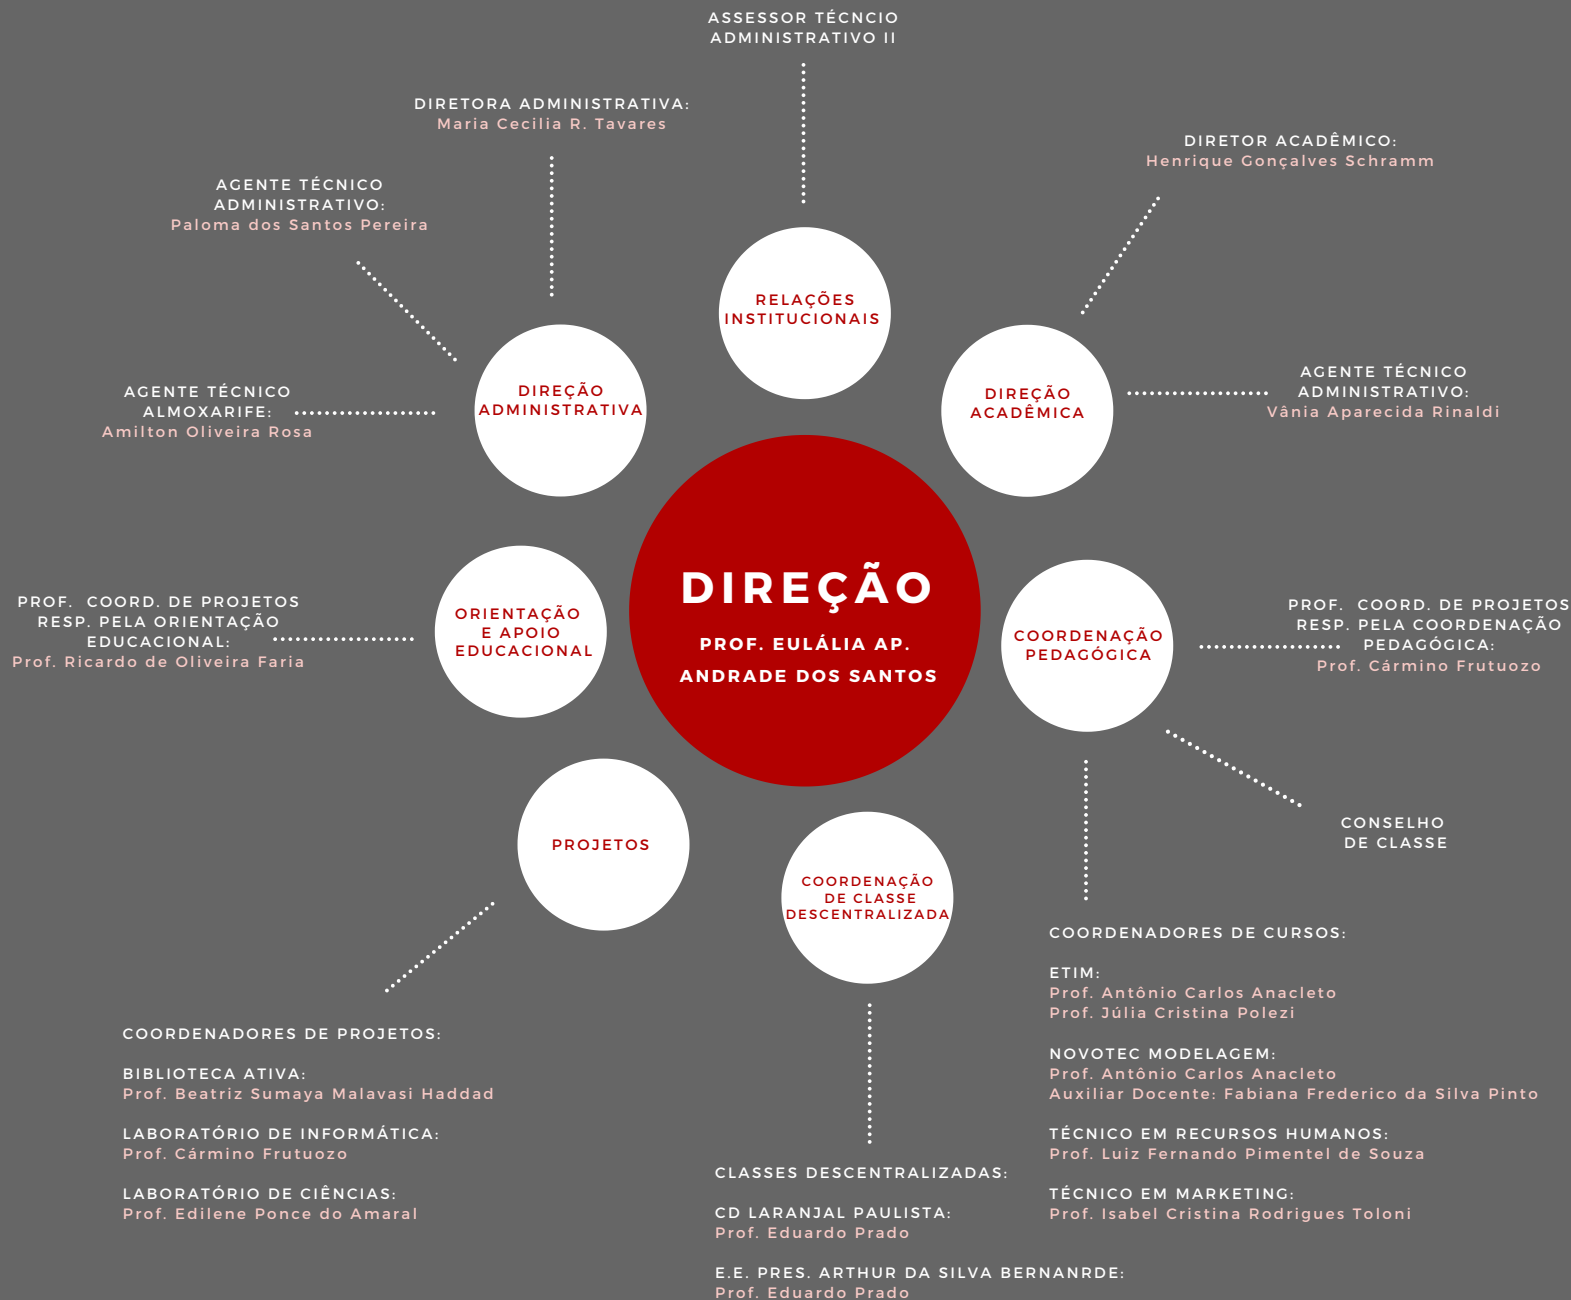 ASSESSOR TÉCNCIO
ADMINISTRATIVO II
DIRETORA ADMINISTRATIVA:
Maria Cecilia R. Tavares
DIRETOR ACADÊMICO:
Henrique Gonçalves Schramm
AGENTE TÉCNICO
ADMINISTRATIVO:
Paloma dos Santos Pereira
RELAÇÕES
INSTITUCIONAIS
AGENTE TÉCNICO
ALMOXARIFE:
Amilton Oliveira Rosa
DIREÇÃO
ADMINISTRATIVA
DIREÇÃO
ACADÊMICA
AGENTE TÉCNICO
ADMINISTRATIVO:
Vânia Aparecida Rinaldi
DIREÇÃO
PROF. EULÁLIA AP.
ANDRADE DOS SANTOS
PROF. COORD. DE PROJETOS
RESP. PELA ORIENTAÇÃO
EDUCACIONAL:
Prof. Ricardo de Oliveira Faria
ORIENTAÇÃO
E APOIO
EDUCACIONAL
COORDENAÇÃO
PEDAGÓGICA
PROF. COORD. DE PROJETOS
RESP. PELA COORDENAÇÃO
PEDAGÓGICA:
Prof. Cármino Frutuozo
CONSELHO
DE CLASSE
PROJETOS
COORDENAÇÃO
DE CLASSE
DESCENTRALIZADA
COORDENADORES DE CURSOS:
ETIM:
Prof. Antônio Carlos Anacleto
Prof. Júlia Cristina Polezi
NOVOTEC MODELAGEM:
Prof. Antônio Carlos Anacleto
Auxiliar Docente: Fabiana Frederico da Silva Pinto
TÉCNICO EM RECURSOS HUMANOS:
Prof. Luiz Fernando Pimentel de Souza
TÉCNICO EM MARKETING:
Prof. Isabel Cristina Rodrigues Toloni
COORDENADORES DE PROJETOS:
BIBLIOTECA ATIVA:
Prof. Beatriz Sumaya Malavasi Haddad
LABORATÓRIO DE INFORMÁTICA:
Prof. Cármino Frutuozo
LABORATÓRIO DE CIÊNCIAS:
Prof. Edilene Ponce do Amaral
CLASSES DESCENTRALIZADAS:
CD LARANJAL PAULISTA:
Prof. Eduardo Prado
E.E. PRES. ARTHUR DA SILVA BERNANRDE:
Prof. Eduardo Prado